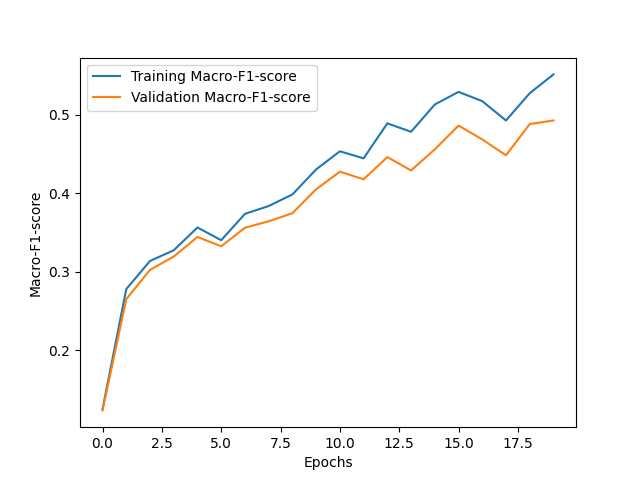 Training Macro-F1-score
Validation Macro-F1-score
0.5
0.4
0.3
0.2
Macro-F1-score
0.0 2.5 5.0 7.5 10.0 12.5 15.0 17.5
Epochs